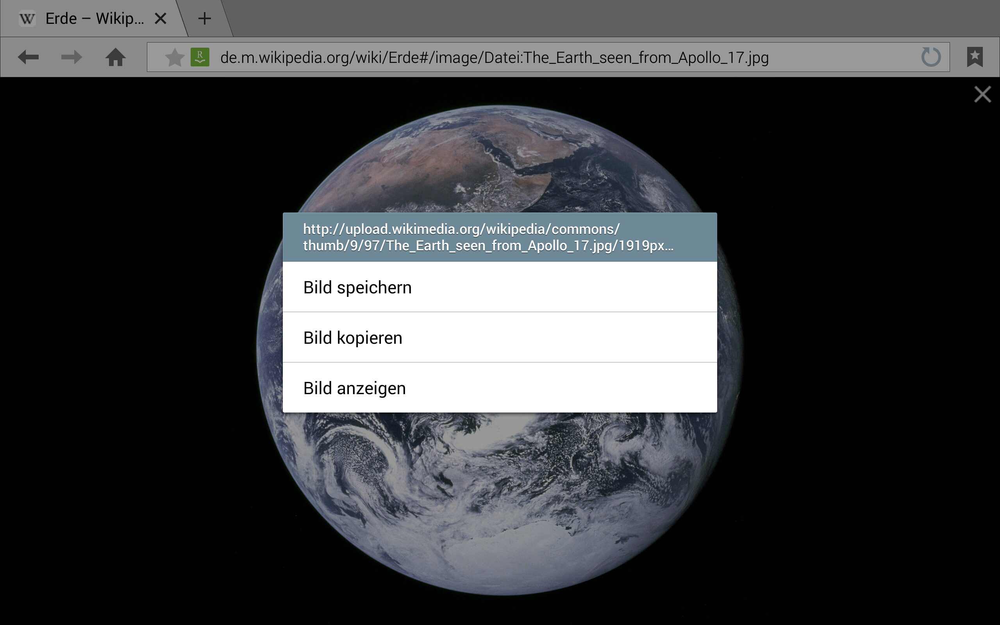 W Erde – Wikip...
R de.m.wikipedia.org/wiki/Erde#/image/Datei:The_Earth_seen_from_Apollo_17.jpg
http://upload.wikimedia.org/wikipedia/commons/
thumb/9/97/The_Earth_seen_from_Apollo_17.jpg/1919px...
Bild speichern
Bild kopieren
Bild anzeigen